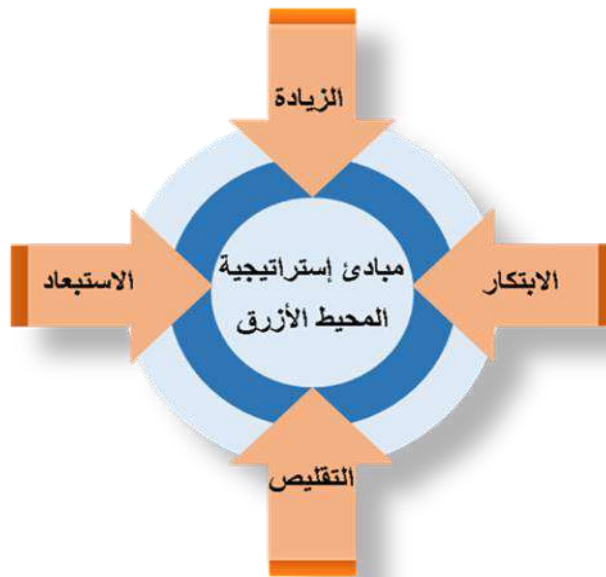 الزيادة
الابتكار
مبادئ إستراتيجية
المحيط الأزرق
الاستبعاد
التقليص